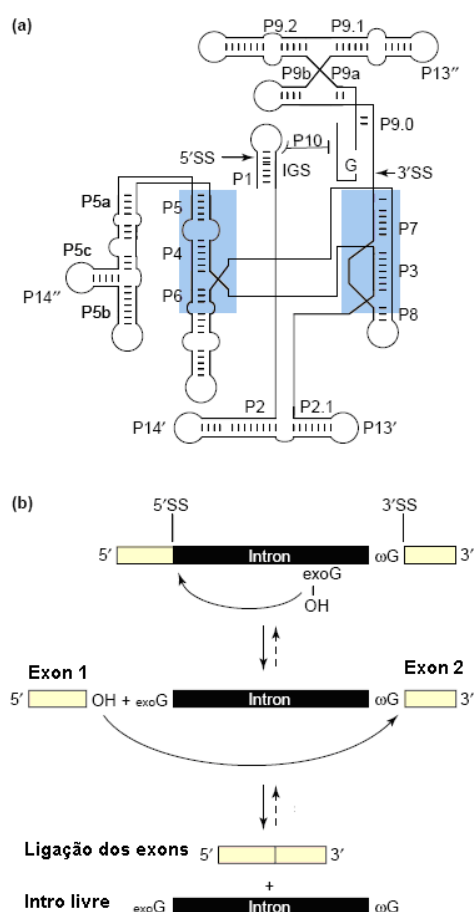 (a)
P9.2 P9.1
P9b P9a
P13″
P9.0
P10
5′SS
P1 IGS
G
3′SS
P5a
P5
P7
P5c
P4
P3
P14″
P6
P5b
P8
P2 P2.1
P14′ P13′
(b)
5′SS 3′SS
5′ Intron ωG 3′
exoG
OH
Exon 1 Exon 2
5′ OH + exoG Intron ωG 3′
Ligação dos exons 5′ 3′
+
Intro livre exoG Intron ωG